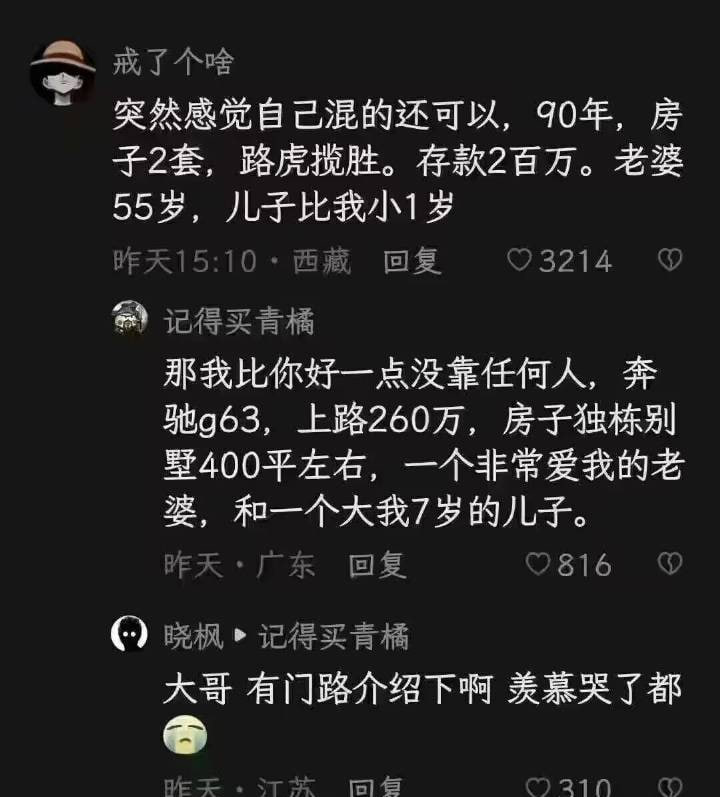 戒了个啥
突然感觉自己混的还可以，90年，房
子2套，路虎揽胜。存款2百万。老婆
55岁，儿子比我小1岁
昨天15:10·西藏 回复 3214
记得买青橘
那我比你好一点没靠任何人，奔
驰g63，上路260万，房子独栋别
墅400平左右，一个非常爱我的老
婆，和一个大我7岁的儿子。
昨天·广东 回复 816
晓枫 记得买青橘
大哥 有门路介绍下啊 羡慕哭了都
昨天·江苏 回复 310